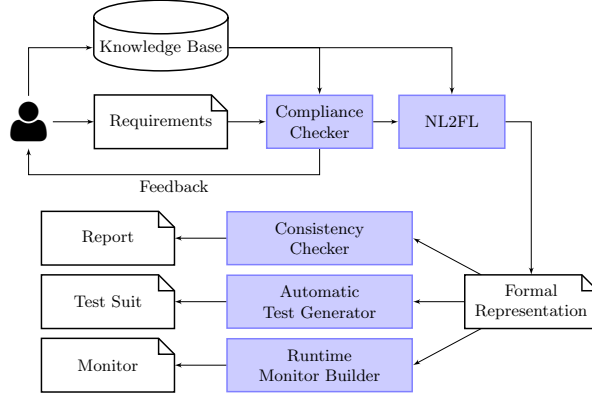 Knowledge Base
Requirements
Compliance
Checker
NL2FL
Feedback
Report
Consistency
Checker
Test Suit
Automatic
Test Generator
Formal
Representation
Monitor
Runtime
Monitor Builder